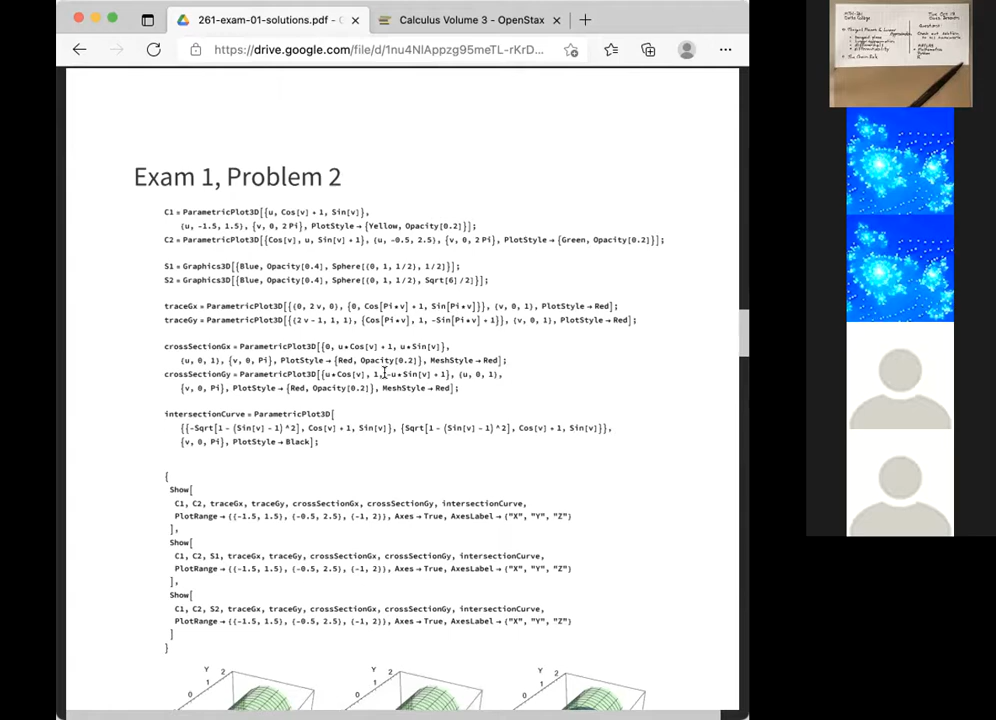 261-exam-01-solutions.pdf - G
Calculus Volume 3 - OpenStax
https://drive.google.com/file/d/1nu4NIAppzg95meTL-rKrD...
Exam 1, Problem 2
C1 = ParametricPlot3D[{u, Cos[v] + 1, Sin[v]},
{u, -1.5, 1.5}, {v, 0, 2 Pi}, PlotStyle → {Yellow, Opacity[0.2]}];
C2 = ParametricPlot3D[{Cos[v], u, Sin[v] + 1}, {u, -0.5, 2.5}, {v, 0, 2 Pi}, PlotStyle → {Green, Opacity[0.2]}];
S1 = Graphics3D[{Blue, Opacity[0.4], Sphere[{0, 1, 1/2}, 1/2]}];
S2 = Graphics3D[{Blue, Opacity[0.4], Sphere[{0, 1, 1/2}, Sqrt[6]/2]}];
traceGx = ParametricPlot3D[{{0, 2 v, 0}, {0, Cos[Pi*v] + 1, Sin[Pi*v]}}, {v, 0, 1}, PlotStyle → Red];
traceGy = ParametricPlot3D[{{2 v - 1, 1, 1}, {Cos[Pi*v], 1, -Sin[Pi*v] + 1}}, {v, 0, 1}, PlotStyle → Red];
crossSectionGx = ParametricPlot3D[{0, u*Cos[v] + 1, u*Sin[v]},
{u, 0, 1}, {v, 0, Pi}, PlotStyle → {Red, Opacity[0.2]}, MeshStyle → Red];
crossSectionGy = ParametricPlot3D[{u*Cos[v], 1, -u*Sin[v] + 1}, {u, 0, 1},
{v, 0, Pi}, PlotStyle → {Red, Opacity[0.2]}, MeshStyle → Red];
intersectionCurve = ParametricPlot3D[
{{-Sqrt[1 - (Sin[v] - 1)^2], Cos[v] + 1, Sin[v]}, {Sqrt[1 - (Sin[v] - 1)^2], Cos[v] + 1, Sin[v]}},
{v, 0, Pi}, PlotStyle → Black];
{
Show[
C1, C2, traceGx, traceGy, crossSectionGx, crossSectionGy, intersectionCurve,
PlotRange → {{-1.5, 1.5}, {-0.5, 2.5}, {-1, 2}}, Axes → True, AxesLabel → {"X", "Y", "Z"}
],
Show[
C1, C2, S1, traceGx, traceGy, crossSectionGx, crossSectionGy, intersectionCurve,
PlotRange → {{-1.5, 1.5}, {-0.5, 2.5}, {-1, 2}}, Axes → True, AxesLabel → {"X", "Y", "Z"}
],
Show[
C1, C2, S2, traceGx, traceGy, crossSectionGx, crossSectionGy, intersectionCurve,
PlotRange → {{-1.5, 1.5}, {-0.5, 2.5}, {-1, 2}}, Axes → True, AxesLabel → {"X", "Y", "Z"}
]
}
Y 2 Y 2 Y 2
1 1 1
0 0 0